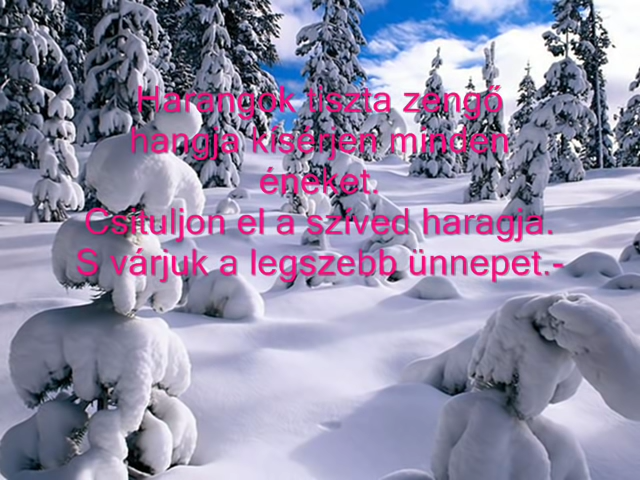 Harangok tiszta zengő
hangja kísérjen minden
éneket.
Csituljon el a szíved haragja.
S várjuk a legszebb ünnepet.-